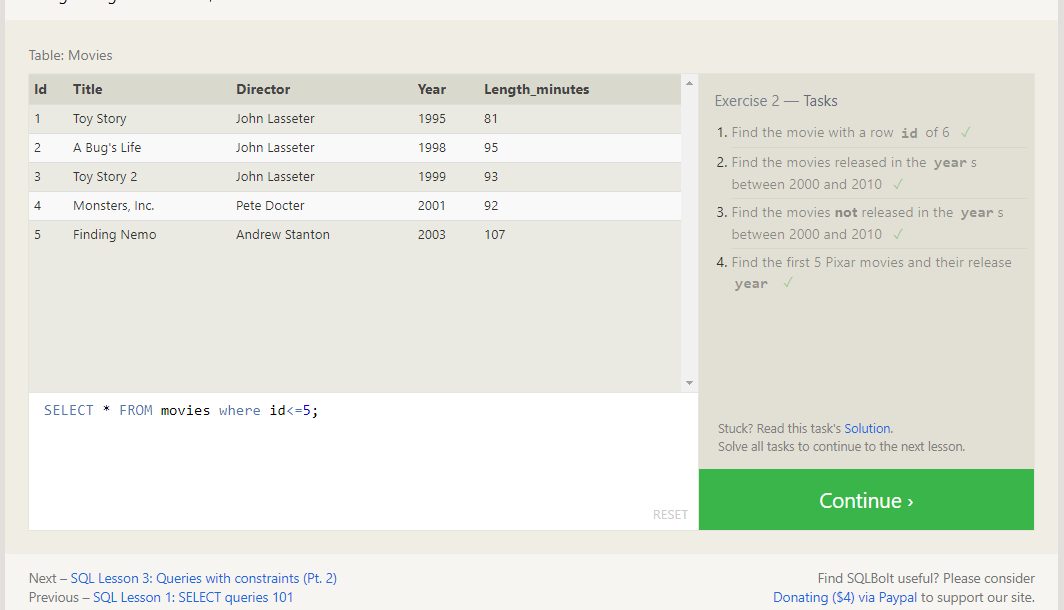 Table: Movies
Id Title Director Year Length_minutes
1 Toy Story John Lasseter 1995 81
2 A Bug's Life John Lasseter 1998 95
3 Toy Story 2 John Lasseter 1999 93
4 Monsters, Inc. Pete Docter 2001 92
5 Finding Nemo Andrew Stanton 2003 107
SELECT * FROM movies where id<=5;
RESET
Exercise 2 — Tasks
1. Find the movie with a row id of 6 ✓
2. Find the movies released in the year s
between 2000 and 2010 ✓
3. Find the movies not released in the year s
between 2000 and 2010 ✓
4. Find the first 5 Pixar movies and their release
year ✓
Stuck? Read this task's Solution.
Solve all tasks to continue to the next lesson.
Continue ›
Next – SQL Lesson 3: Queries with constraints (Pt. 2)
Previous – SQL Lesson 1: SELECT queries 101
Find SQLBolt useful? Please consider
Donating ($4) via Paypal to support our site.